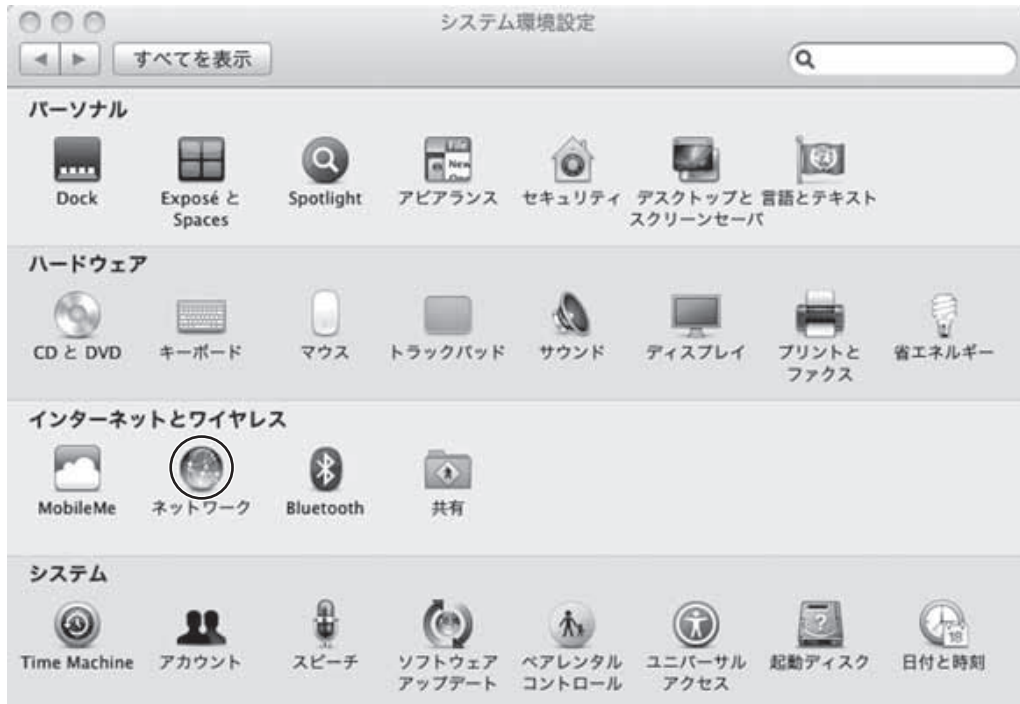 システム環境設定
すべてを表示
パーソナル
Dock
Exposé と
Spaces
Spotlight
File
New
アピアランス
セキュリティ
デスクトップと
スクリーンセーバ
言語とテキスト
ハードウェア
CD と DVD
キーボード
マウス
トラックパッド
サウンド
ディスプレイ
プリントと
ファクス
省エネルギー
インターネットとワイヤレス
MobileMe
ネットワーク
Bluetooth
共有
システム
Time Machine
アカウント
スピーチ
ソフトウェア
アップデート
ペアレンタル
コントロール
ユニバーサル
アクセス
?
起動ディスク
18
日付と時刻